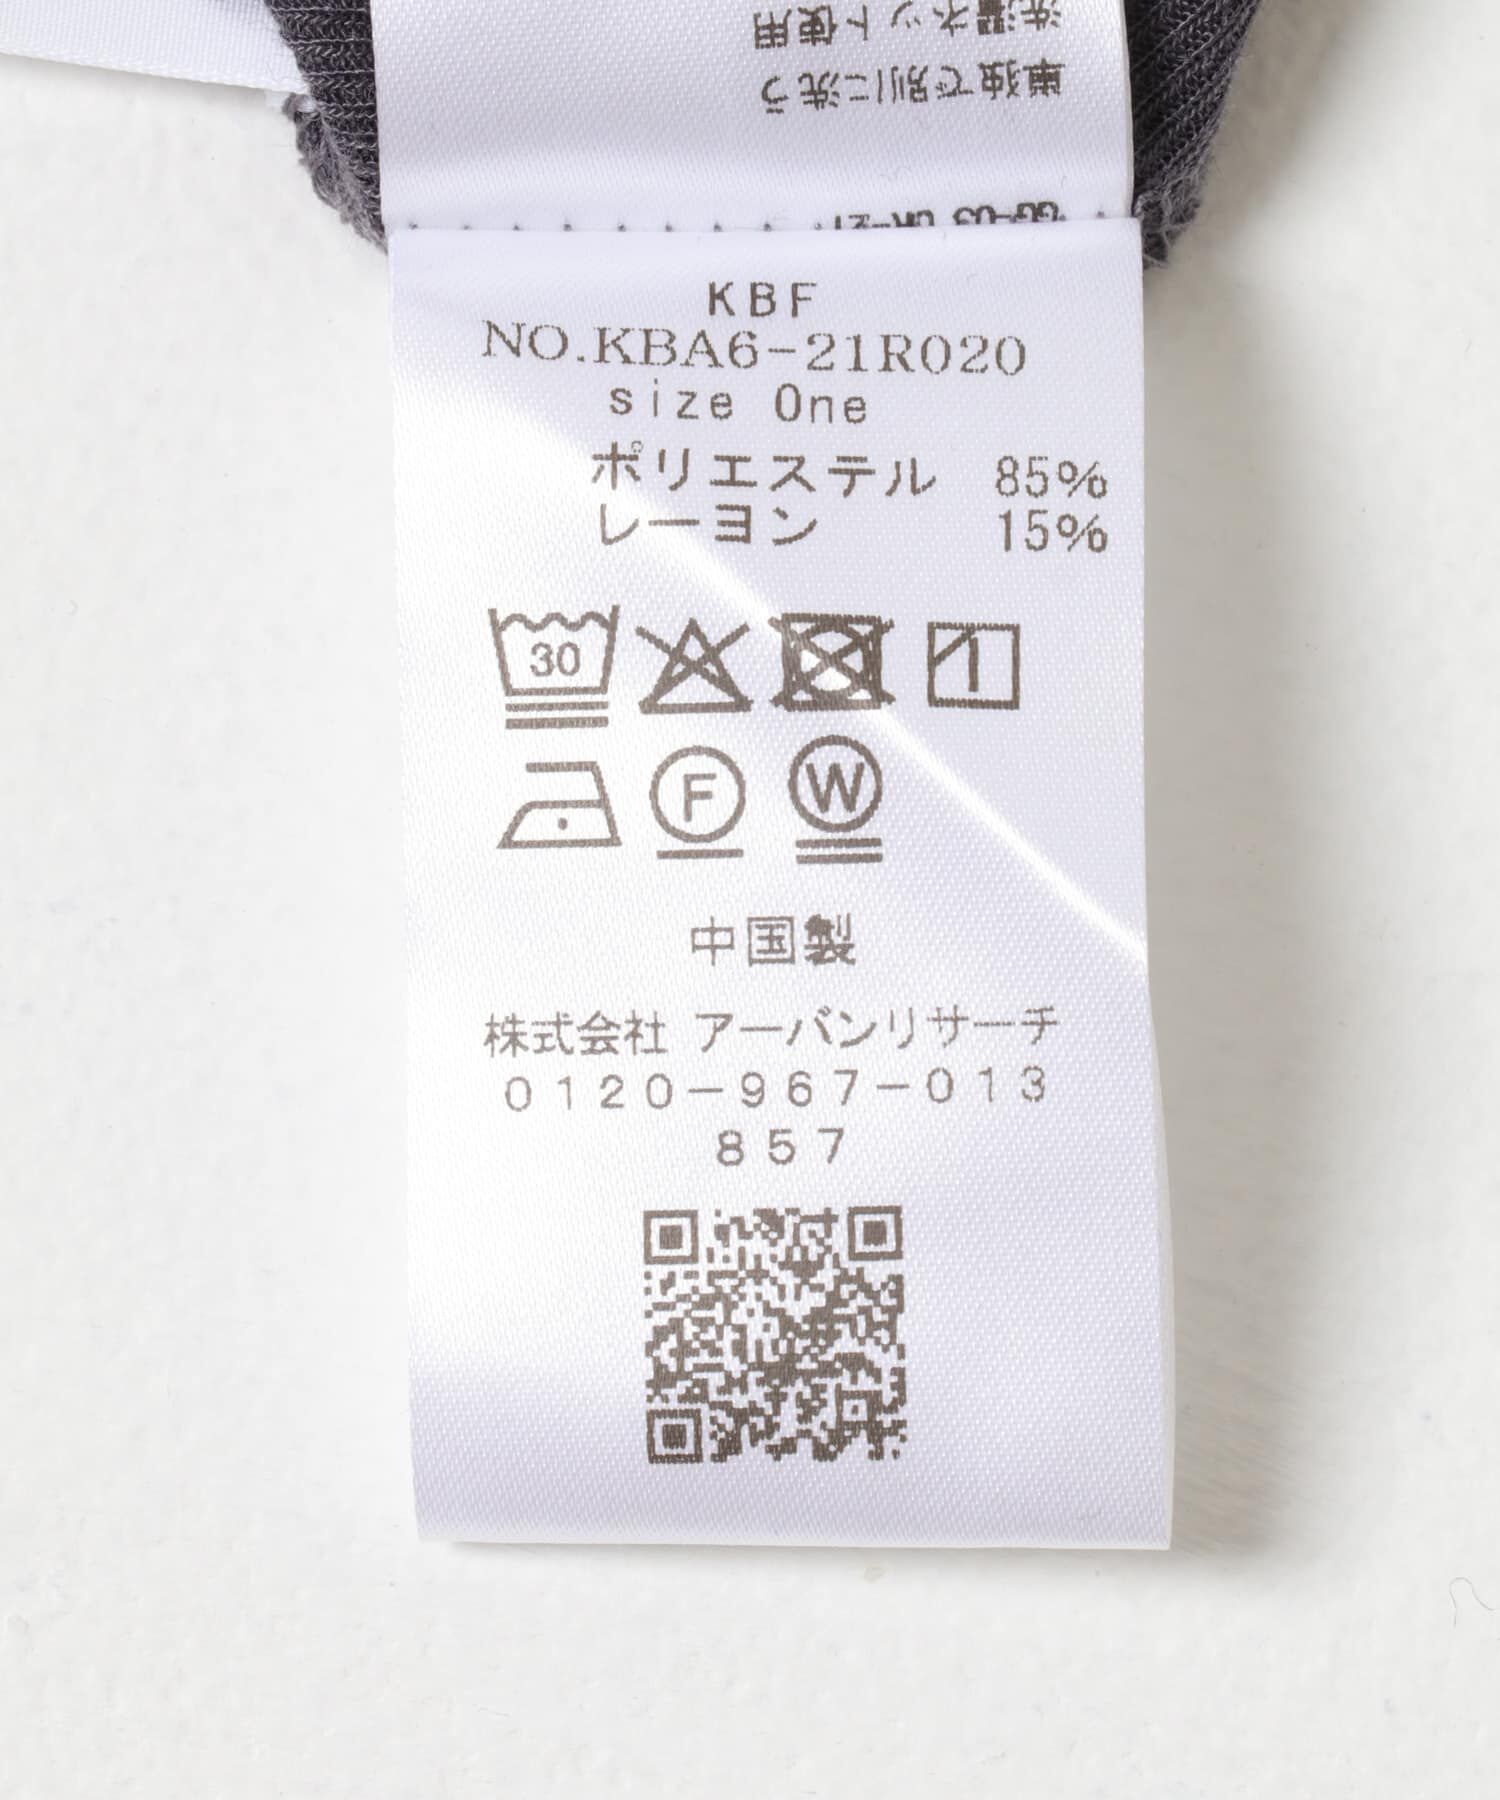 洗濯ネット使用
単独で別に洗う
KBF
NO.KBA6-21R020
size One
ポリエステル 85%
レーヨン 15%
30
1
F
W
中国製
株式会社 アーバンリサーチ
0120-967-013
857